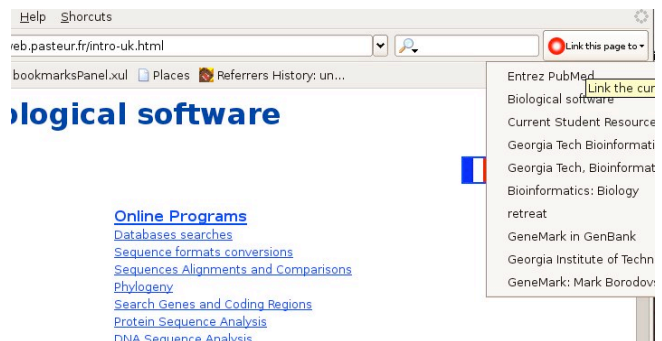 Help Shorcuts
web.pasteur.fr/intro-uk.html
Link this page to
bookmarksPanel.xul Places Referrers History: un...
Entrez PubMed
Link the cur
Biological software
Current Student Resource
Georgia Tech Bioinformati
Georgia Tech, Bioinformat
Bioinformatics: Biology
retreat
GeneMark in GenBank
Georgia Institute of Techn
GeneMark: Mark Borodovs
ological software
Online Programs
Databases searches
Sequence formats conversions
Sequences Alignments and Comparisons
Phylogeny
Search Genes and Coding Regions
Protein Sequence Analysis
DNA Sequence Analysis